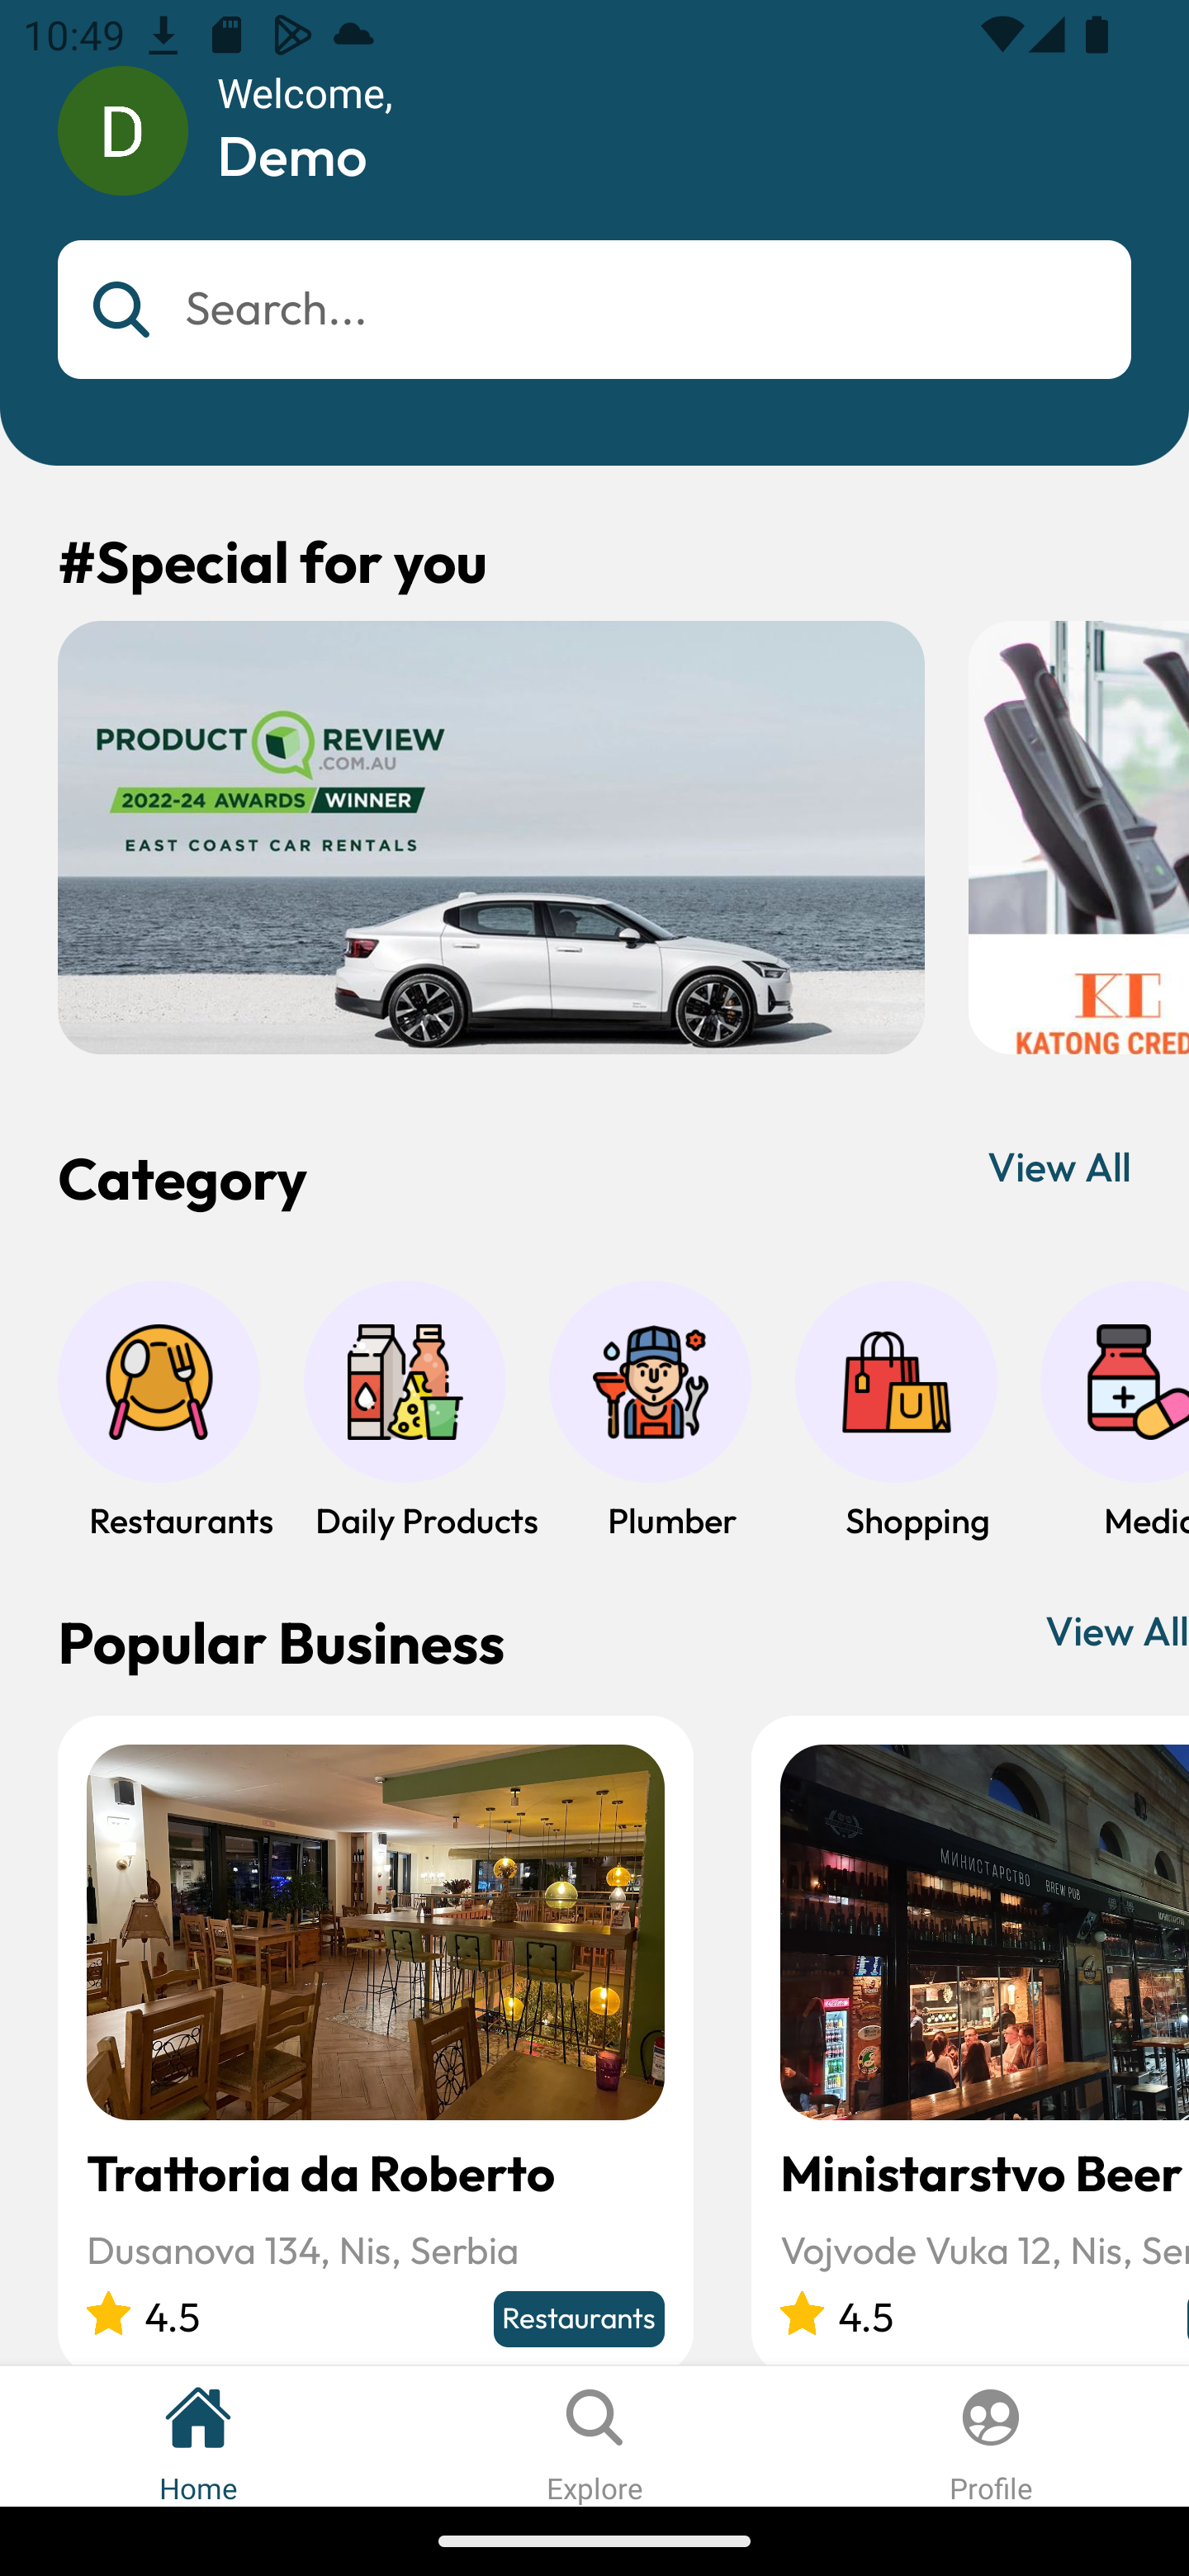 10:49
D
Welcome,
Demo
Search...
#Special for you
PRODUCT REVIEW
.COM.AU
2022-24 AWARDS WINNER
EAST COAST CAR RENTALS
KC
KATONG CRED
Category
View All
Restaurants
Daily Products
Plumber
Shopping
Medic
Popular Business
View All
МИНИСТАРСТВО BREW PUB
Trattoria da Roberto
Dusanova 134, Nis, Serbia
4.5
Restaurants
Ministarstvo Beer
Vojvode Vuka 12, Nis, Ser
4.5
Home
Explore
Profile